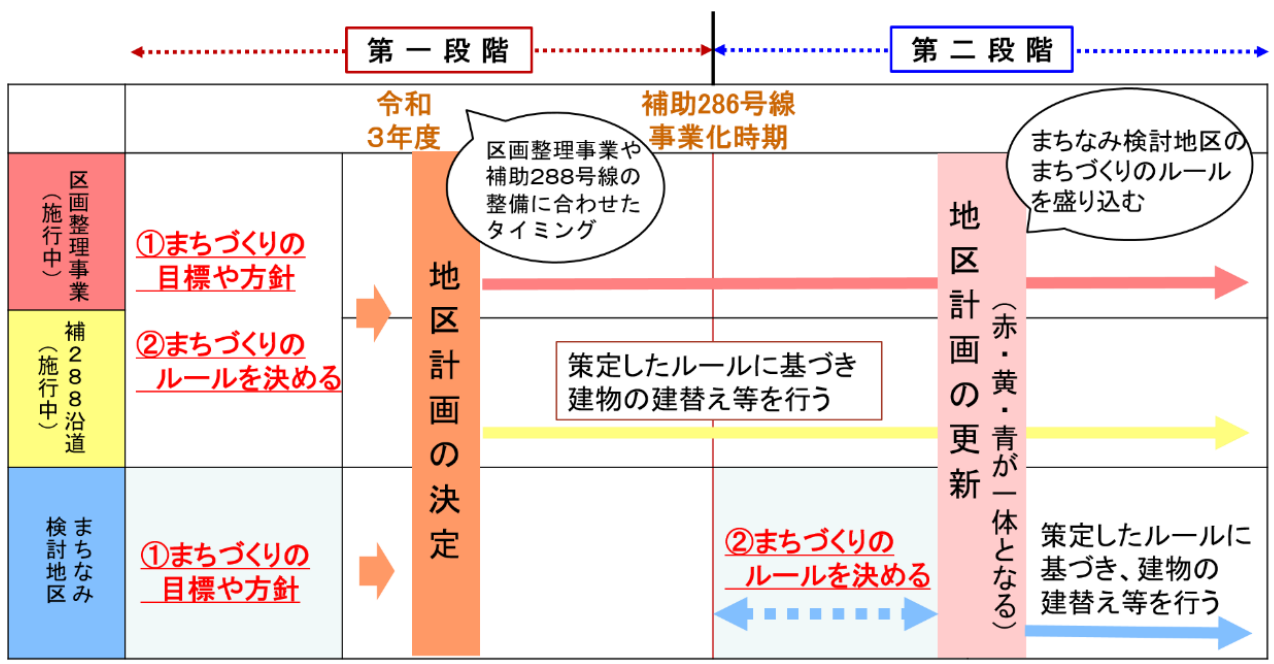 第一段階
第二段階
令和
3年度
補助286号線
事業化時期
区画整理事業や
補助288号線の
整備に合わせた
タイミング
まちなみ検討地区の
まちづくりのルール
を盛り込む
区画整理事業
（施行中）
①まちづくりの
目標や方針
②まちづくりの
ルールを決める
補288沿道
（施行中）
地区計画の決定
策定したルールに基づき
建物の建替え等を行う
地区計画の更新
（赤・黄・青が一体となる）
まちなみ
検討地区
①まちづくりの
目標や方針
②まちづくりの
ルールを決める
策定したルールに
基づき、建物の
建替え等を行う